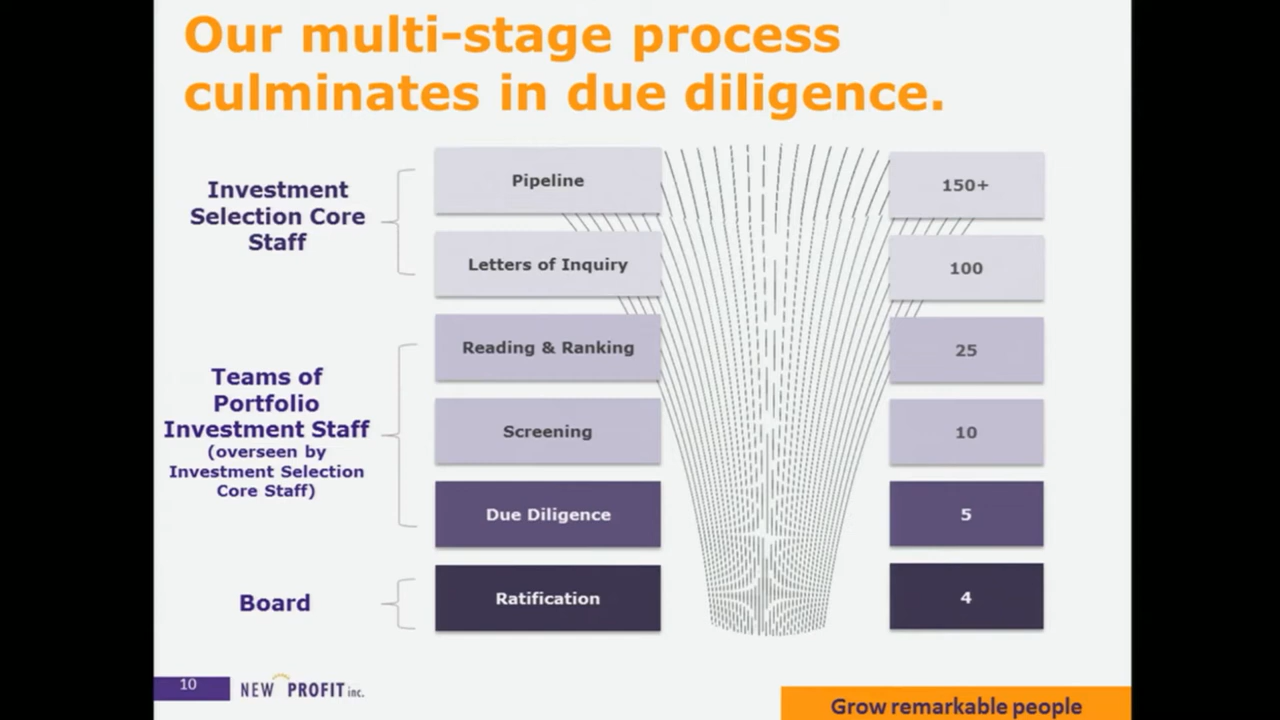 Our multi-stage process
culminates in due diligence.
Investment
Selection Core
Staff
Pipeline
150+
Letters of Inquiry
100
Teams of
Portfolio
Investment Staff
(overseen by
Investment Selection
Core Staff)
Reading & Ranking
25
Screening
10
Due Diligence
5
Board
Ratification
4
10
NEW PROFIT inc.
Grow remarkable people